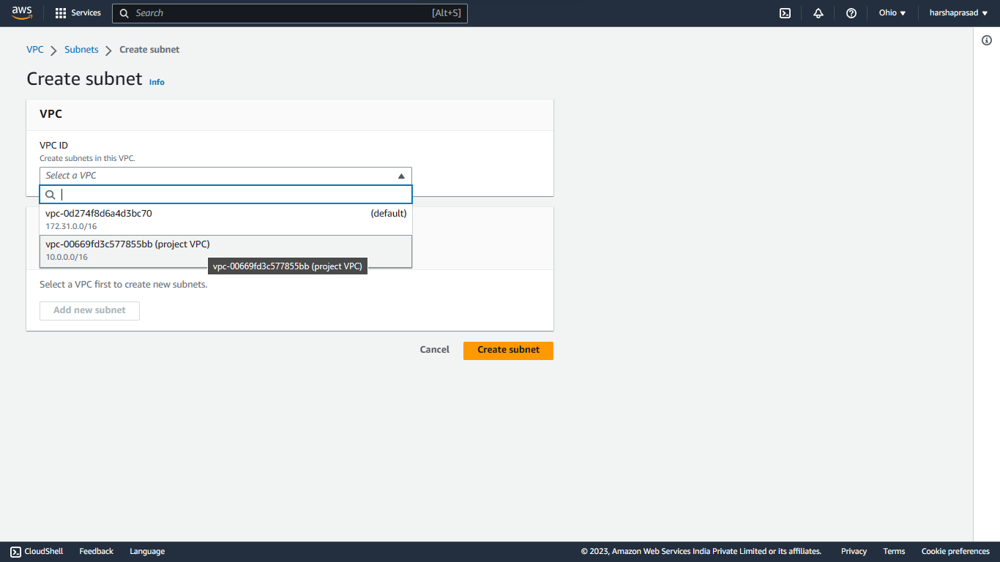 aws
Services
Search [Alt+S]
Ohio
harshaprasad
VPC
Subnets
Create subnet
Create subnet Info
VPC
VPC ID
Create subnets in this VPC.
Select a VPC
vpc-0d274f8d6a4d3bc70 (default)
172.31.0.0/16
vpc-00669fd3c577855bb (project VPC)
10.0.0.0/16
vpc-00669fd3c577855bb (project VPC)
Select a VPC first to create new subnets.
Add new subnet
Cancel
Create subnet
CloudShell
Feedback
Language
© 2023, Amazon Web Services India Private Limited or its affiliates.
Privacy
Terms
Cookie preferences